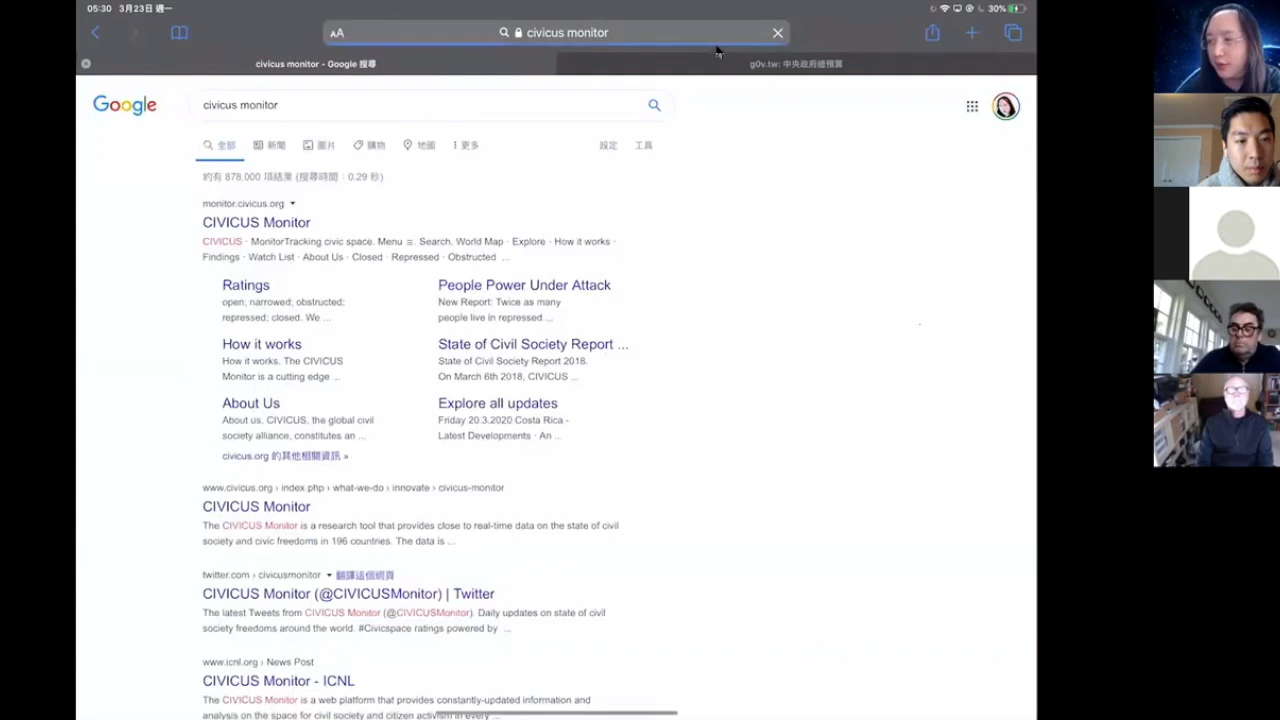 05:30 3月23日 週一
30%
AA
civicus monitor
civicus monitor - Google 搜尋
g0v.tw: 中央政府總預算
Google
civicus monitor
全部
新聞
圖片
購物
地圖
更多
設定
工具
約有 878,000 項結果 (搜尋時間：0.29 秒)
monitor.civicus.org
CIVICUS Monitor
CIVICUS · MonitorTracking civic space. Menu ☰. Search. World Map · Explore · How it works ·
Findings · Watch List · About Us · Closed · Repressed · Obstructed ...
Ratings
open; narrowed; obstructed;
repressed; closed. We ...
People Power Under Attack
New Report: Twice as many
people live in repressed ...
How it works
How it works. The CIVICUS
Monitor is a cutting edge ...
State of Civil Society Report ...
State of Civil Society Report 2018.
On March 6th 2018, CIVICUS ...
About Us
About us. CIVICUS, the global civil
society alliance, constitutes an ...
Explore all updates
Friday 20.3.2020 Costa Rica -
Latest Developments · An ...
civicus.org 的其他相關資訊 »
www.civicus.org › index.php › what-we-do › innovate › civicus-monitor
CIVICUS Monitor
The CIVICUS Monitor is a research tool that provides close to real-time data on the state of civil
society and civic freedoms in 196 countries. The data is ...
twitter.com › civicusmonitor 翻譯這個網頁
CIVICUS Monitor (@CIVICUSMonitor) | Twitter
The latest Tweets from CIVICUS Monitor (@CIVICUSMonitor). Daily updates on state of civil
society freedoms around the world. #Civicspace ratings powered by ...
www.icnl.org › News Post
CIVICUS Monitor - ICNL
The CIVICUS Monitor is a web platform that provides constantly-updated information and
analysis on the space for civil society and citizen activism in every ...